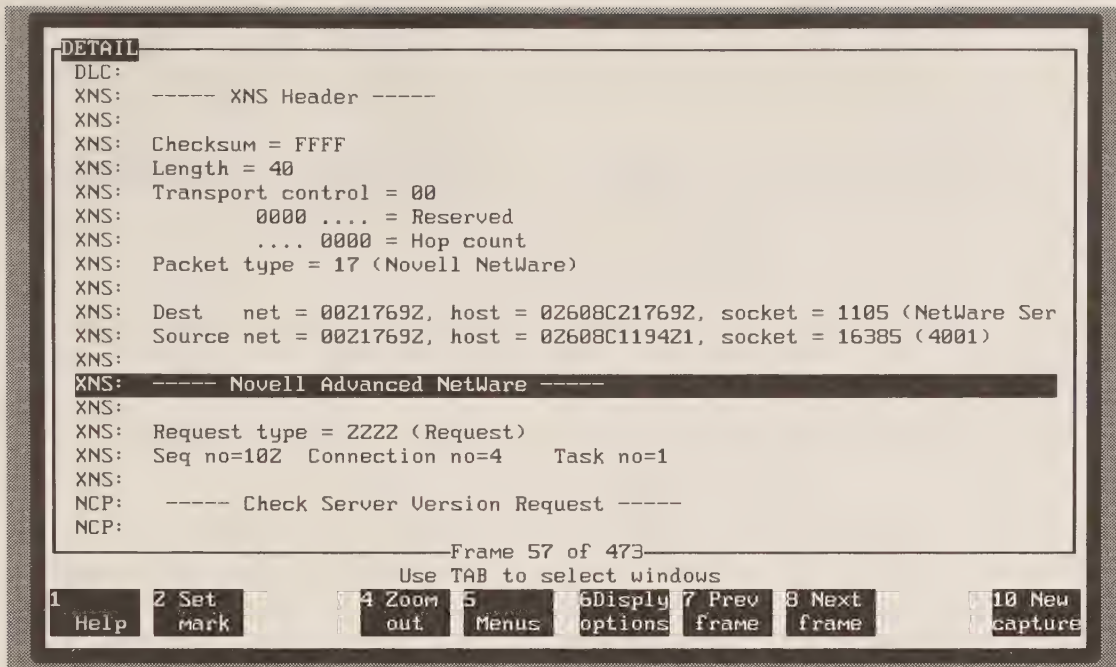 DETAIL
DLC:
XNS: ----- XNS Header -----
XNS:
XNS: Checksum = FFFF
XNS: Length = 40
XNS: Transport control = 00
XNS: 0000 .... = Reserved
XNS: .... 0000 = Hop count
XNS: Packet type = 17 (Novell NetWare)
XNS:
XNS: Dest net = 00217692, host = 02608C217692, socket = 1105 (NetWare Ser
XNS: Source net = 00217692, host = 02608C119421, socket = 16385 (4001)
XNS:
XNS: ----- Novell Advanced NetWare -----
XNS:
XNS: Request type = 2222 (Request)
XNS: Seq no=102 Connection no=4 Task no=1
XNS:
NCP: ----- Check Server Version Request -----
NCP:
Frame 57 of 473
Use TAB to select windows
1 2 Set 4 Zoom 5 6Disply 7 Prev 8 Next 10 New
Help mark out Menus options frame frame capture